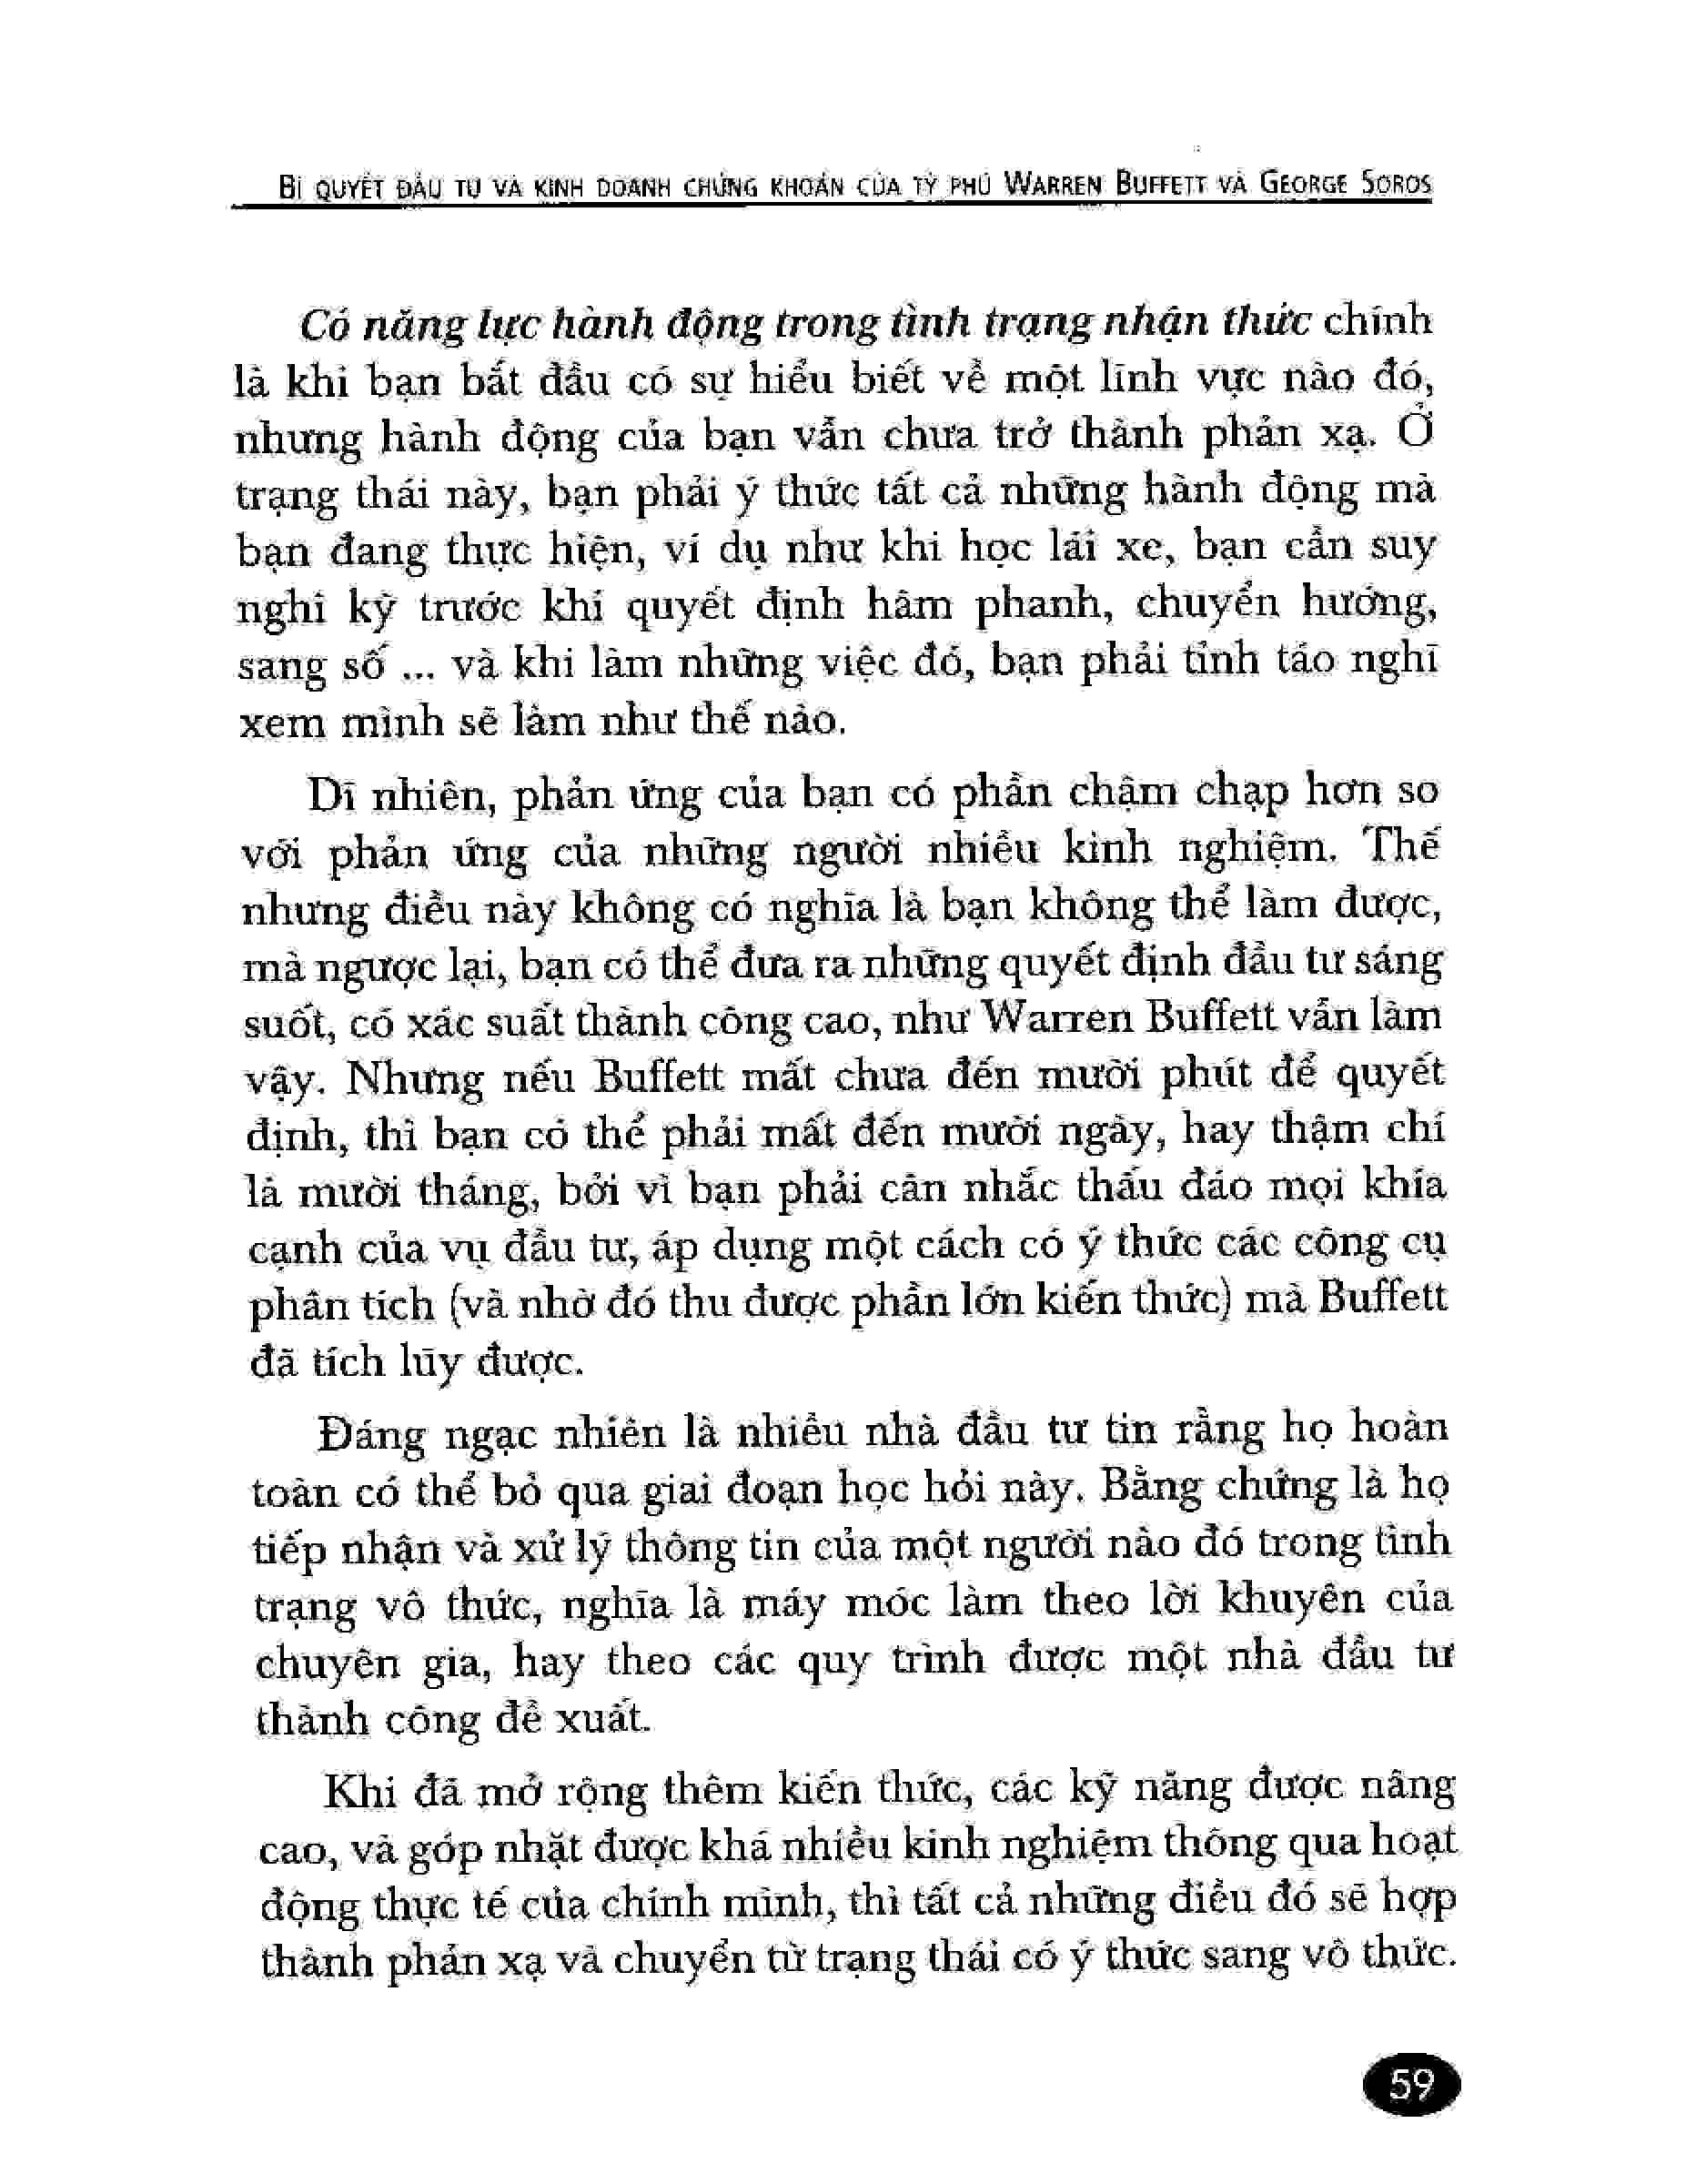 BÍ QUYẾT ĐẦU TƯ VÀ KINH DOANH CHỨNG KHOÁN CỦA TỶ PHÚ WARREN BUFFETT VÀ GEORGE SOROS
Có năng lực hành động trong tình trạng nhận thức chính
là khi bạn bắt đầu có sự hiểu biết về một lĩnh vực nào đó,
nhưng hành động của bạn vẫn chưa trở thành phản xạ. Ở
trạng thái này, bạn phải ý thức tất cả những hành động mà
bạn đang thực hiện, ví dụ như khi học lái xe, bạn cần suy
nghĩ kỹ trước khi quyết định hãm phanh, chuyển hướng,
sang số ... và khi làm những việc đó, bạn phải tỉnh táo nghĩ
xem mình sẽ làm như thế nào.
Dĩ nhiên, phản ứng của bạn có phần chậm chạp hơn so
với phản ứng của những người nhiều kinh nghiệm. Thế
nhưng điều này không có nghĩa là bạn không thể làm được,
mà ngược lại, bạn có thể đưa ra những quyết định đầu tư sáng
suốt, có xác suất thành công cao, như Warren Buffett vẫn làm
vậy. Nhưng nếu Buffett mất chưa đến mười phút để quyết
định, thì bạn có thể phải mất đến mười ngày, hay thậm chí
là mười tháng, bởi vì bạn phải cân nhắc thấu đáo mọi khía
cạnh của vụ đầu tư, áp dụng một cách có ý thức các công cụ
phân tích (và nhờ đó thu được phần lớn kiến thức) mà Buffett
đã tích lũy được.
Đáng ngạc nhiên là nhiều nhà đầu tư tin rằng họ hoàn
toàn có thể bỏ qua giai đoạn học hỏi này. Bằng chứng là họ
tiếp nhận và xử lý thông tin của một người nào đó trong tình
trạng vô thức, nghĩa là máy móc làm theo lời khuyên của
chuyên gia, hay theo các quy trình được một nhà đầu tư
thành công đề xuất.
Khi đã mở rộng thêm kiến thức, các kỹ năng được nâng
cao, và góp nhặt được khá nhiều kinh nghiệm thông qua hoạt
động thực tế của chính mình, thì tất cả những điều đó sẽ hợp
thành phản xạ và chuyển từ trạng thái có ý thức sang vô thức.
59